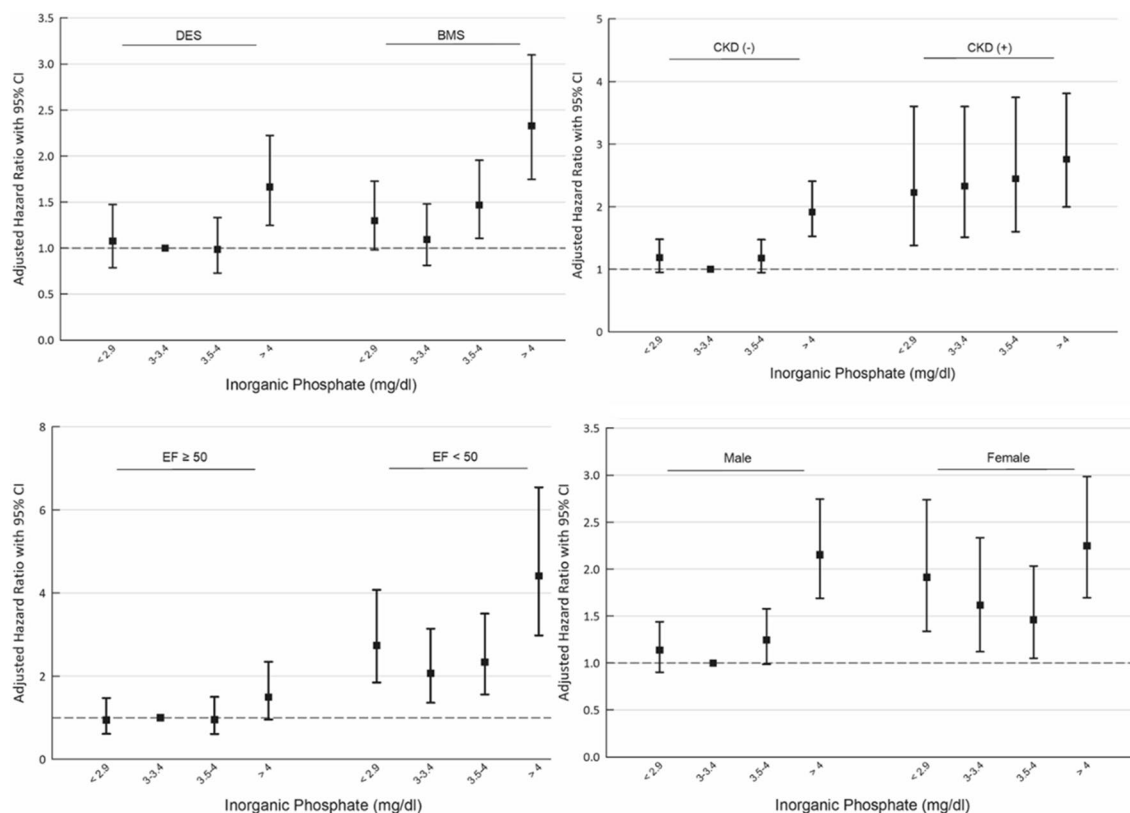 Adjusted Hazard Ratio with 95% CI
3.5
3.0
2.5
2.0
1.5
1.0
0.5
0.0
DES BMS
< 2.9 3-3.4 3.5-4 > 4 < 2.9 3-3.4 3.5-4 > 4
Inorganic Phosphate (mg/dl)
Adjusted Hazard Ratio with 95% CI
5
4
3
2
1
0
CKD (-) CKD (+)
< 2.9 3-3.4 3.5-4 > 4 < 2.9 3-3.4 3.5-4 > 4
Inorganic Phosphate (mg/dl)
Adjusted Hazard Ratio with 95% CI
8
6
4
2
0
EF ≥ 50 EF < 50
< 2.9 3-3.4 3.5-4 > 4 < 2.9 3-3.4 3.5-4 > 4
Inorganic Phosphate (mg/dl)
Adjusted Hazard Ratio with 95% CI
3.5
3.0
2.5
2.0
1.5
1.0
0.5
0.0
Male Female
< 2.9 3-3.4 3.5-4 > 4 < 2.9 3-3.4 3.5-4 > 4
Inorganic Phosphate (mg/dl)